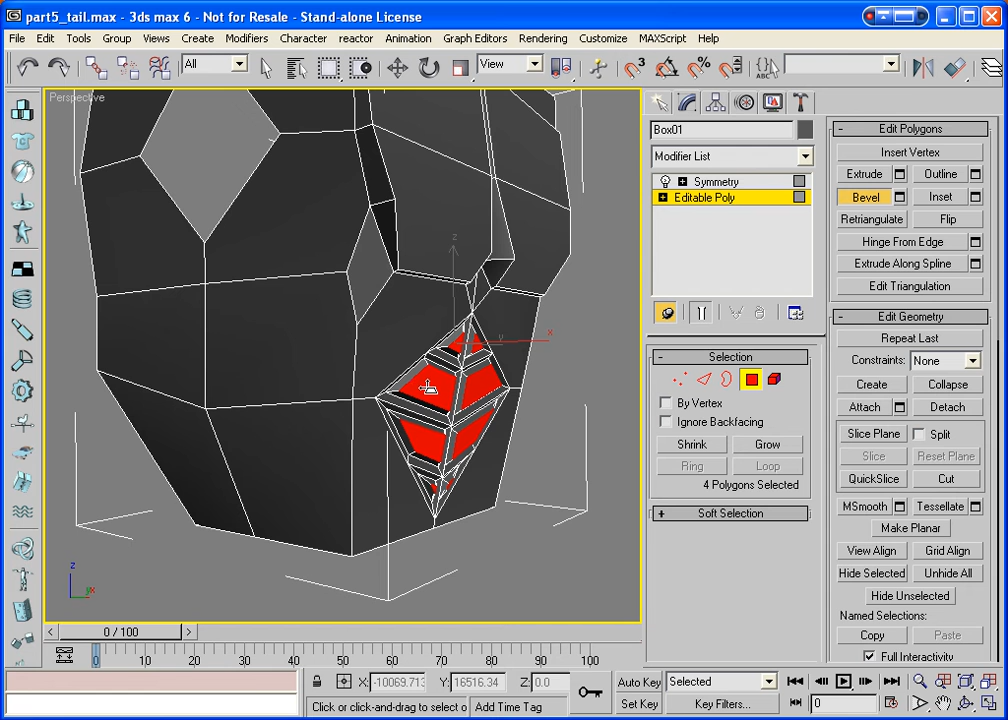 part5_tail.max - 3ds max 6 - Not for Resale - Stand-alone License
File Edit Tools Group Views Create Modifiers Character reactor Animation Graph Editors Rendering Customize MAXScript Help
All View
Perspective
z
x
y
z
Box01
Modifier List
Symmetry
Editable Poly
Selection
By Vertex
Ignore Backfacing
Shrink Grow
Ring Loop
4 Polygons Selected
Soft Selection
Edit Polygons
Insert Vertex
Extrude Outline
Bevel Inset
Retriangulate Flip
Hinge From Edge
Extrude Along Spline
Edit Triangulation
Edit Geometry
Repeat Last
Constraints: None
Create Collapse
Attach Detach
Slice Plane Split
Slice Reset Plane
QuickSlice Cut
MSmooth Tessellate
Make Planar
View Align Grid Align
Hide Selected Unhide All
Hide Unselected
Named Selections:
Copy Paste
Full Interactivity
0 / 100
0 10 20 30 40 50 60 70 80 90 100
X: -10069.713 Y: 16516.34 Z: 0.0
Auto Key Selected
Click or click-and-drag to select o Add Time Tag
Set Key Key Filters... 0